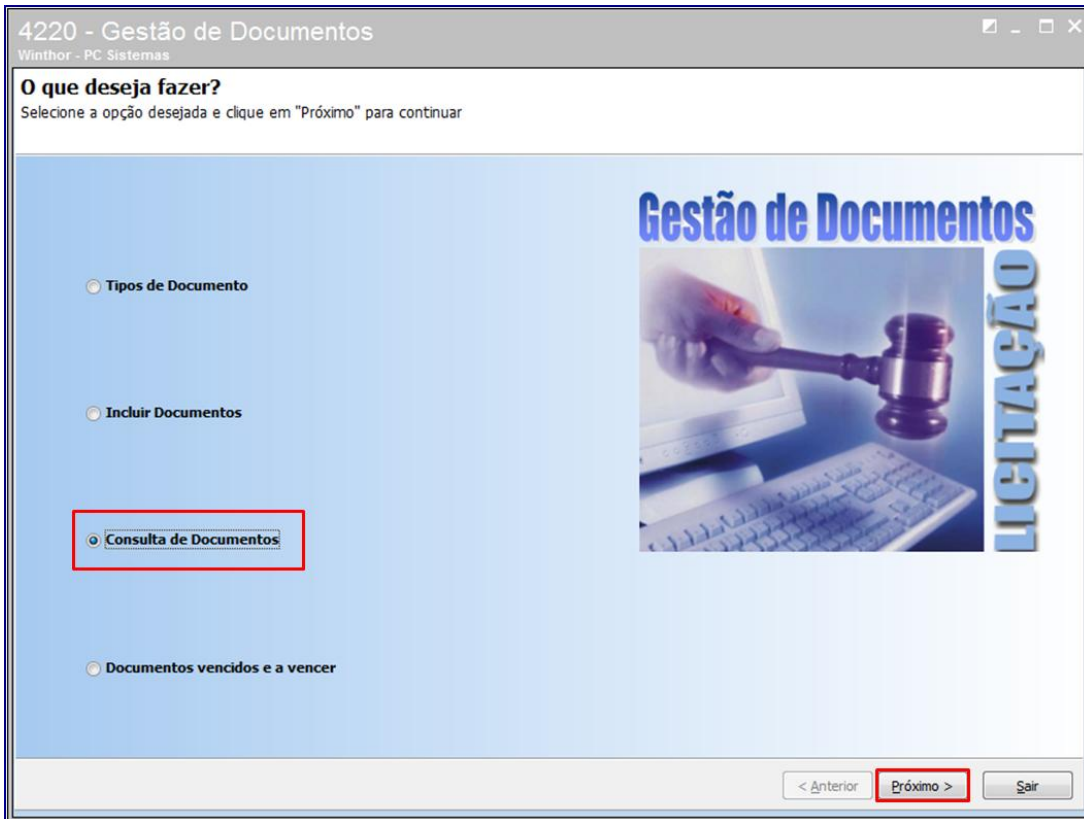 4220 - Gestão de Documentos
Winthor - PC Sistemas
O que deseja fazer?
Selecione a opção desejada e clique em "Próximo" para continuar
Gestão de Documentos
LICITAÇÃO
Tipos de Documento
Incluir Documentos
Consulta de Documentos
Documentos vencidos e a vencer
< Anterior
Próximo >
Sair